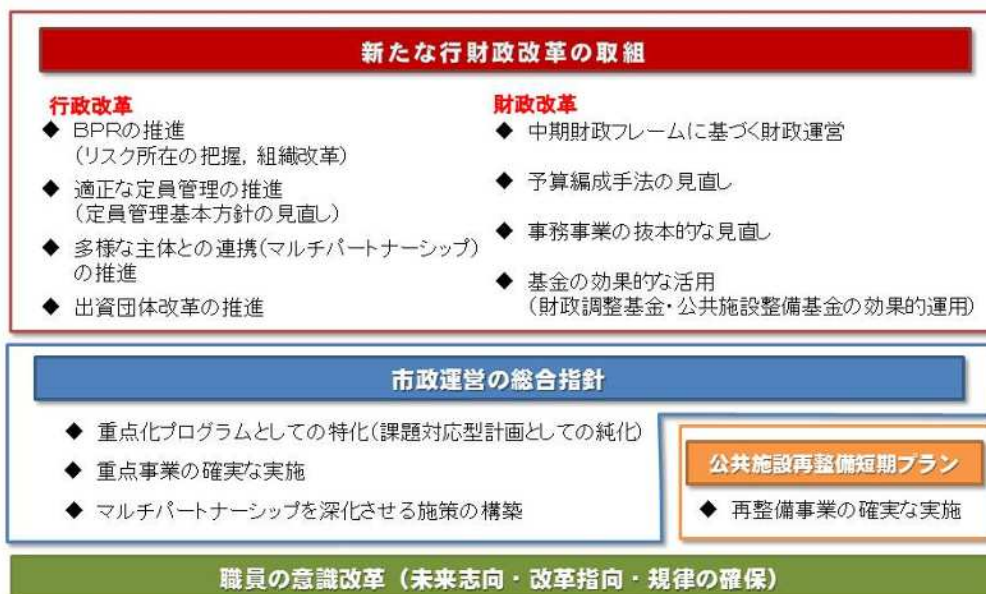 新たな行財政改革の取組
行政改革
◆ BPRの推進
(リスク所在の把握, 組織改革)
◆ 適正な定員管理の推進
(定員管理基本方針の見直し)
◆ 多様な主体との連携(マルチパートナーシップ)
の推進
◆ 出資団体改革の推進
財政改革
◆ 中期財政フレームに基づく財政運営
◆ 予算編成手法の見直し
◆ 事務事業の抜本的な見直し
◆ 基金の効果的な活用
(財政調整基金・公共施設整備基金の効果的運用)
市政運営の総合指針
◆ 重点化プログラムとしての特化(課題対応型計画としての純化)
◆ 重点事業の確実な実施
◆ マルチパートナーシップを深化させる施策の構築
公共施設再整備短期プラン
◆ 再整備事業の確実な実施
職員の意識改革（未来志向・改革指向・規律の確保）